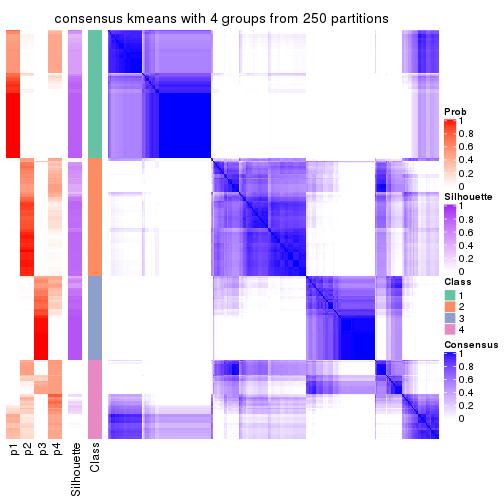 consensus kmeans with 4 groups from 250 partitions
Prob
1
0.8
0.6
0.4
0.2
0
Silhouette
1
0.8
0.6
0.4
0.2
0
Class
1
2
3
4
Consensus
1
0.8
0.6
0.4
0.2
0
p1
p2
p3
p4
Silhouette
Class